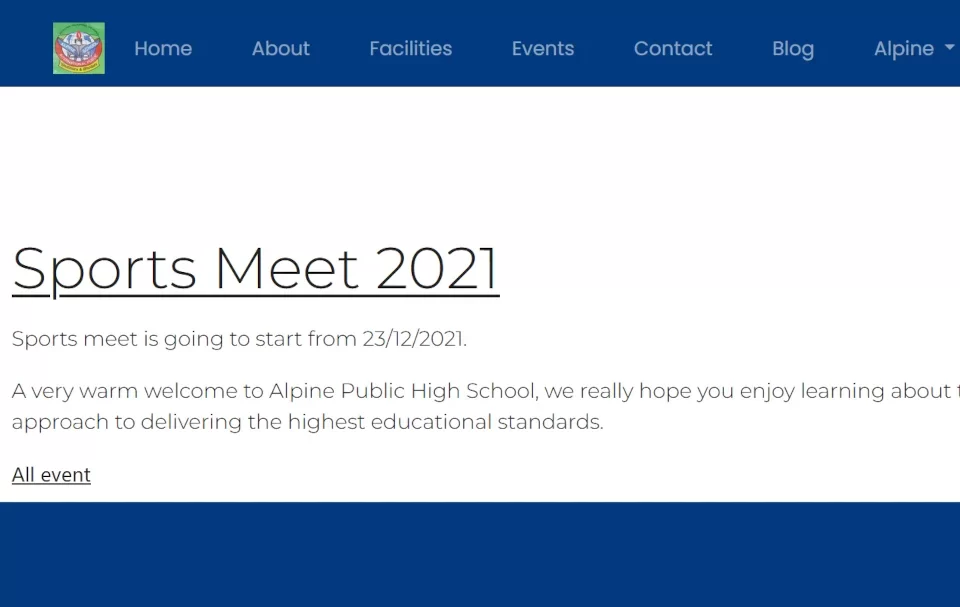 Home About Facilities Events Contact Blog Alpine
Sports Meet 2021
Sports meet is going to start from 23/12/2021.
A very warm welcome to Alpine Public High School, we really hope you enjoy learning about
approach to delivering the highest educational standards.
All event